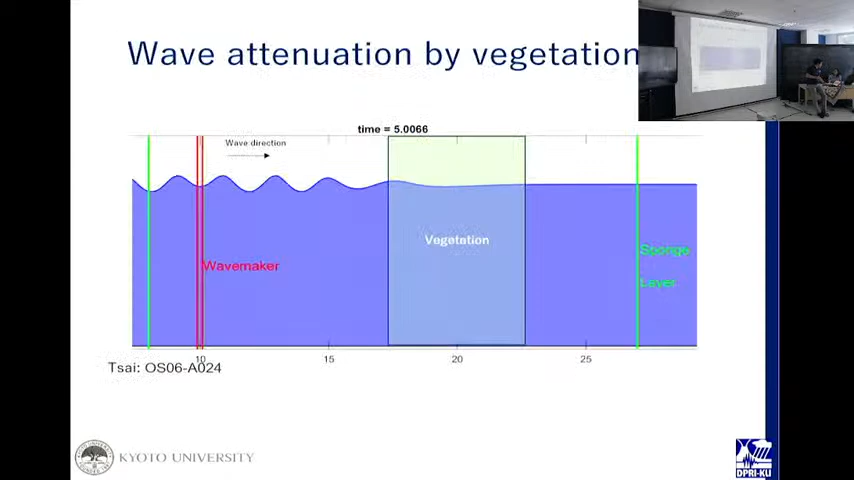 Wave attenuation by vegetation
time = 5.0066
Wave direction
Vegetation
Wavemaker
Sponge
Layer
10
15
20
25
Tsai: OS06-A024
KYOTO UNIVERSITY
DPRI-KU